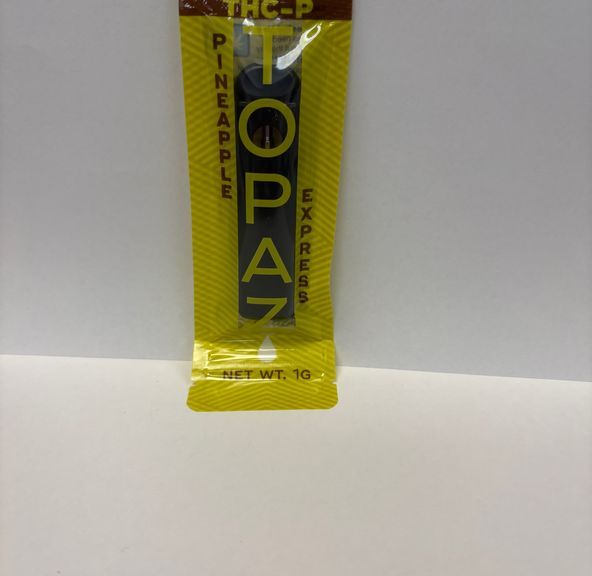 THC-P
PINEAPPLE
TOPAZ
EXPRESS
NET WT. 1G